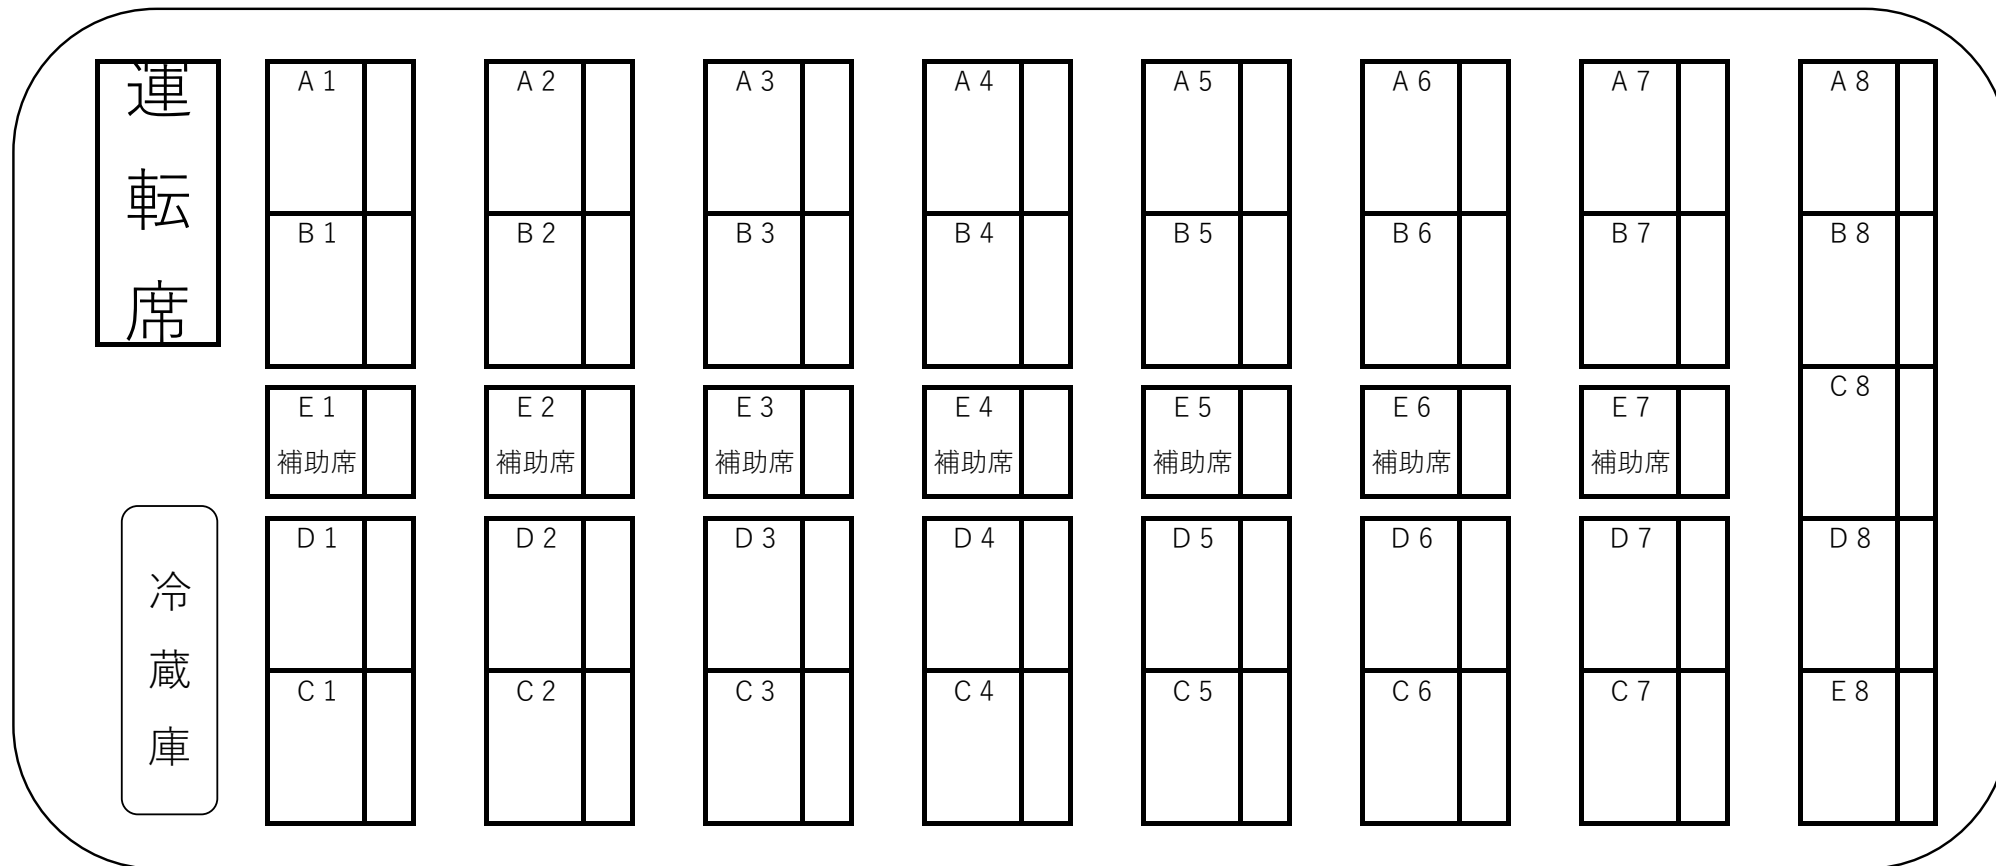 運転席
A1 A2 A3 A4 A5 A6 A7 A8
B1 B2 B3 B4 B5 B6 B7 B8
C8
E1 E2 E3 E4 E5 E6 E7
補助席 補助席 補助席 補助席 補助席 補助席 補助席
冷蔵庫
D1 D2 D3 D4 D5 D6 D7 D8
C1 C2 C3 C4 C5 C6 C7 E8